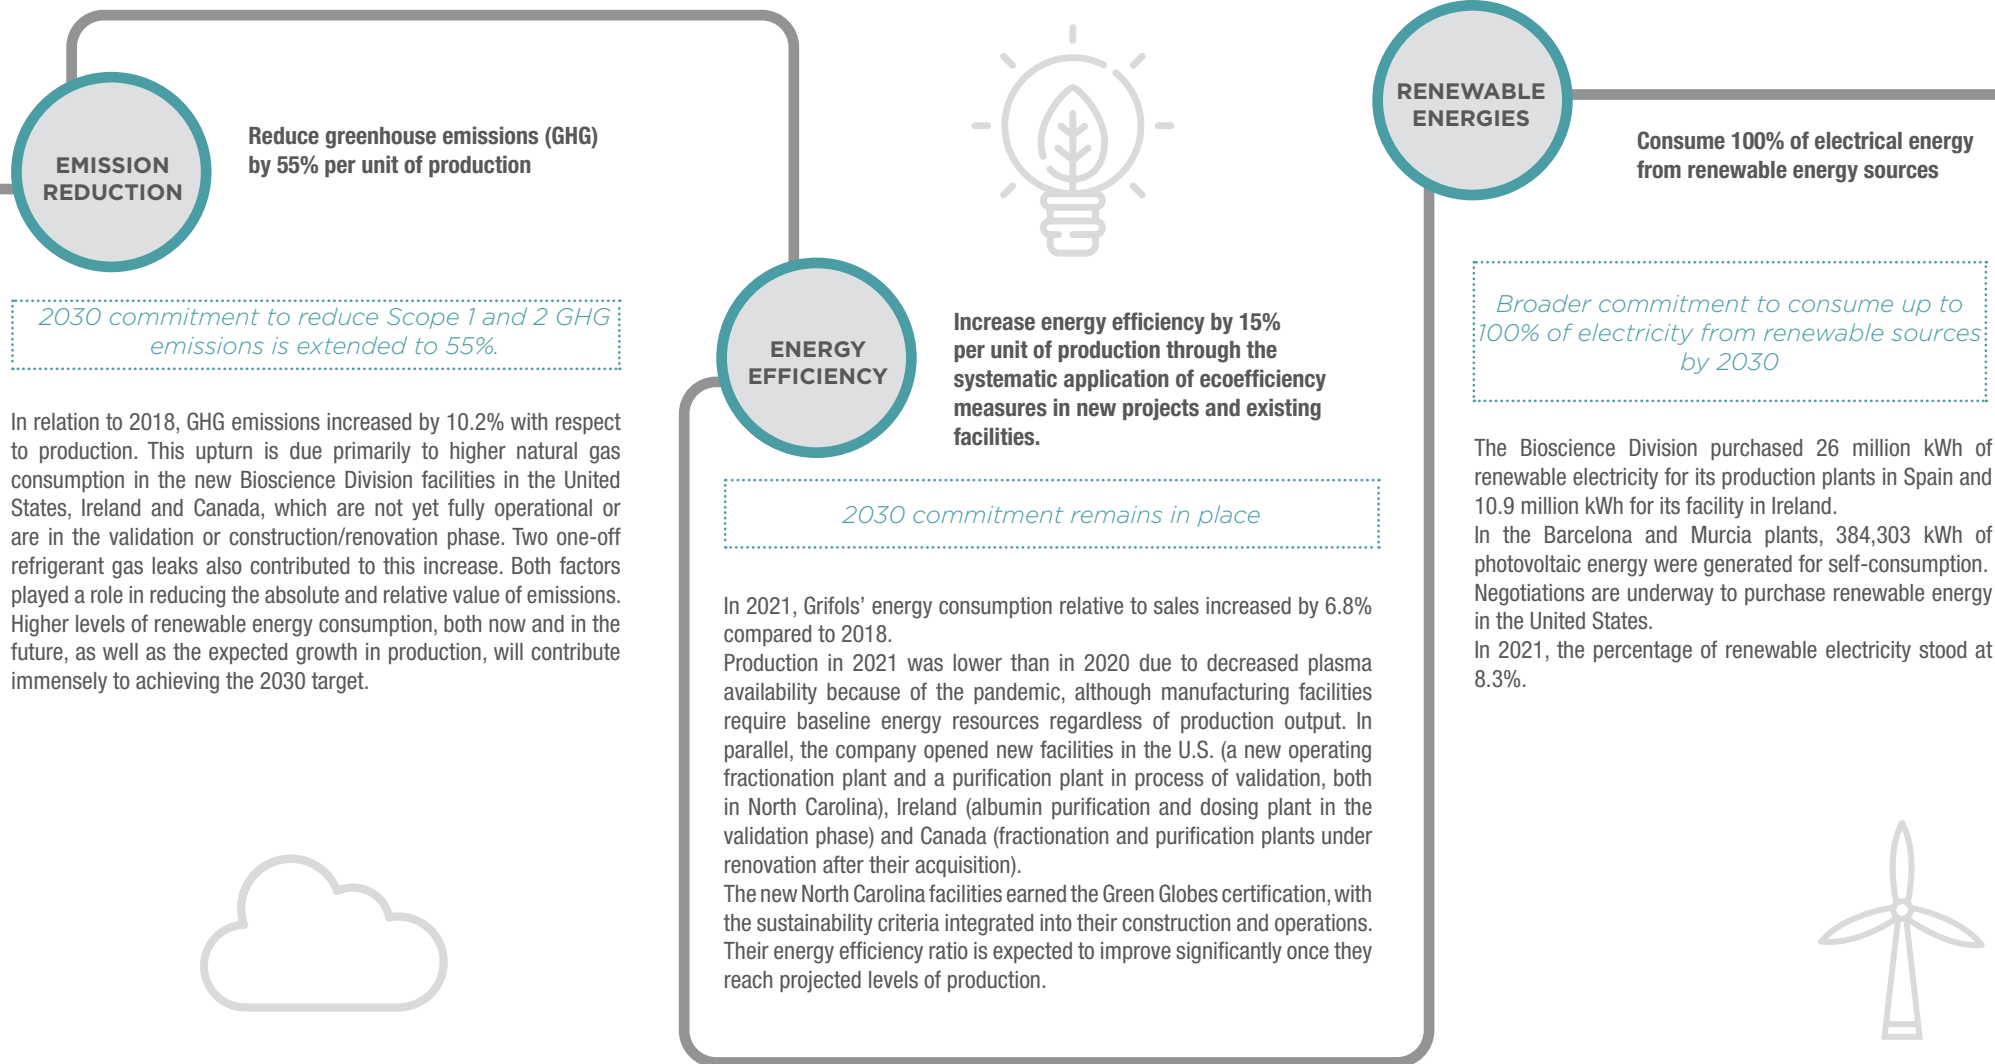 EMISSION
REDUCTION
Reduce greenhouse emissions (GHG)
by 55% per unit of production
2030 commitment to reduce Scope 1 and 2 GHG
emissions is extended to 55%.
In relation to 2018, GHG emissions increased by 10.2% with respect
to production. This upturn is due primarily to higher natural gas
consumption in the new Bioscience Division facilities in the United
States, Ireland and Canada, which are not yet fully operational or
are in the validation or construction/renovation phase. Two one-off
refrigerant gas leaks also contributed to this increase. Both factors
played a role in reducing the absolute and relative value of emissions.
Higher levels of renewable energy consumption, both now and in the
future, as well as the expected growth in production, will contribute
immensely to achieving the 2030 target.
ENERGY
EFFICIENCY
Increase energy efficiency by 15%
per unit of production through the
systematic application of ecoefficiency
measures in new projects and existing
facilities.
2030 commitment remains in place
In 2021, Grifols’ energy consumption relative to sales increased by 6.8%
compared to 2018.
Production in 2021 was lower than in 2020 due to decreased plasma
availability because of the pandemic, although manufacturing facilities
require baseline energy resources regardless of production output. In
parallel, the company opened new facilities in the U.S. (a new operating
fractionation plant and a purification plant in process of validation, both
in North Carolina), Ireland (albumin purification and dosing plant in the
validation phase) and Canada (fractionation and purification plants under
renovation after their acquisition).
The new North Carolina facilities earned the Green Globes certification, with
the sustainability criteria integrated into their construction and operations.
Their energy efficiency ratio is expected to improve significantly once they
reach projected levels of production.
RENEWABLE
ENERGIES
Consume 100% of electrical energy
from renewable energy sources
Broader commitment to consume up to
100% of electricity from renewable sources
by 2030
The Bioscience Division purchased 26 million kWh of
renewable electricity for its production plants in Spain and
10.9 million kWh for its facility in Ireland.
In the Barcelona and Murcia plants, 384,303 kWh of
photovoltaic energy were generated for self-consumption.
Negotiations are underway to purchase renewable energy
in the United States.
In 2021, the percentage of renewable electricity stood at
8.3%.